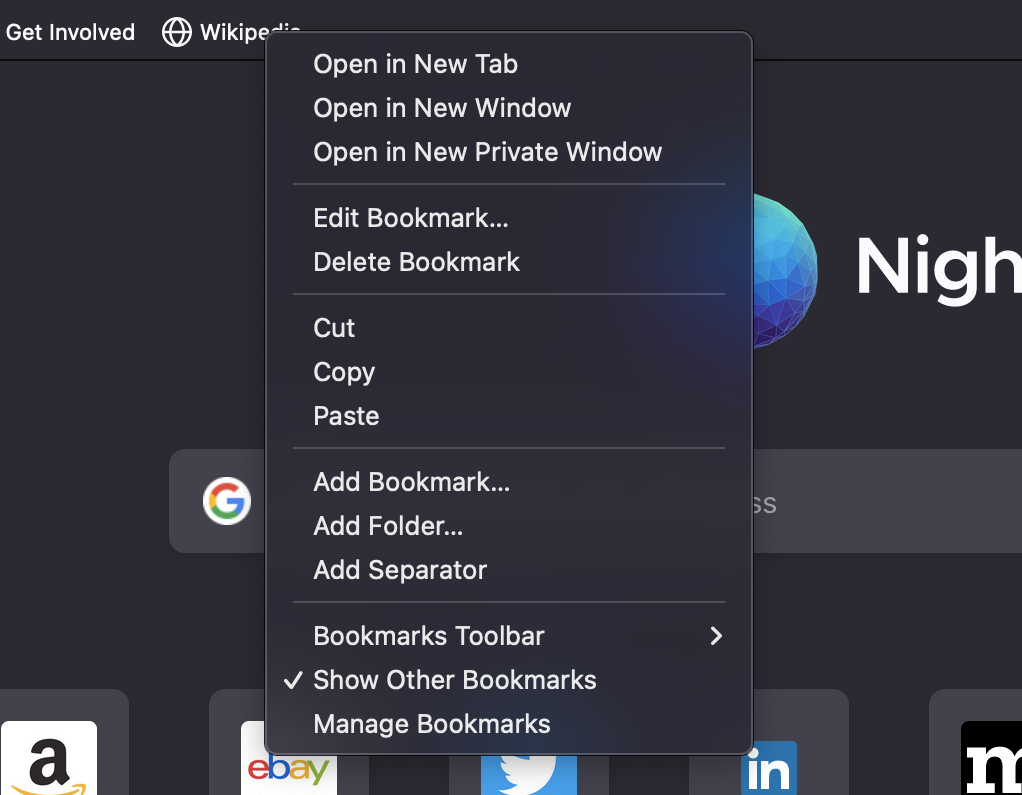 Get Involved
Wikipedia
Open in New Tab
Open in New Window
Open in New Private Window
Edit Bookmark...
Delete Bookmark
Cut
Copy
Paste
Add Bookmark...
Add Folder...
Add Separator
Bookmarks Toolbar
Show Other Bookmarks
Manage Bookmarks
Nigh
G
ss
a
ebay
in
m